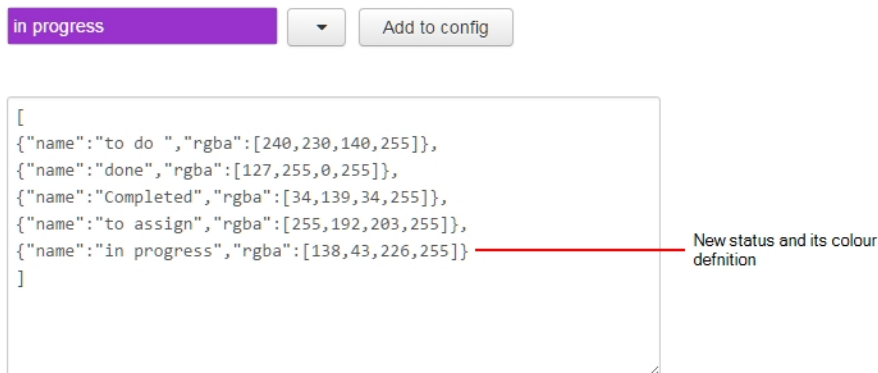 in progress
Add to config
[
{"name":"to do ","rgba":[240,230,140,255]},
{"name":"done","rgba":[127,255,0,255]},
{"name":"Completed","rgba":[34,139,34,255]},
{"name":"to assign","rgba":[255,192,203,255]},
{"name":"in progress","rgba":[138,43,226,255]}
]
New status and its colour
defnition